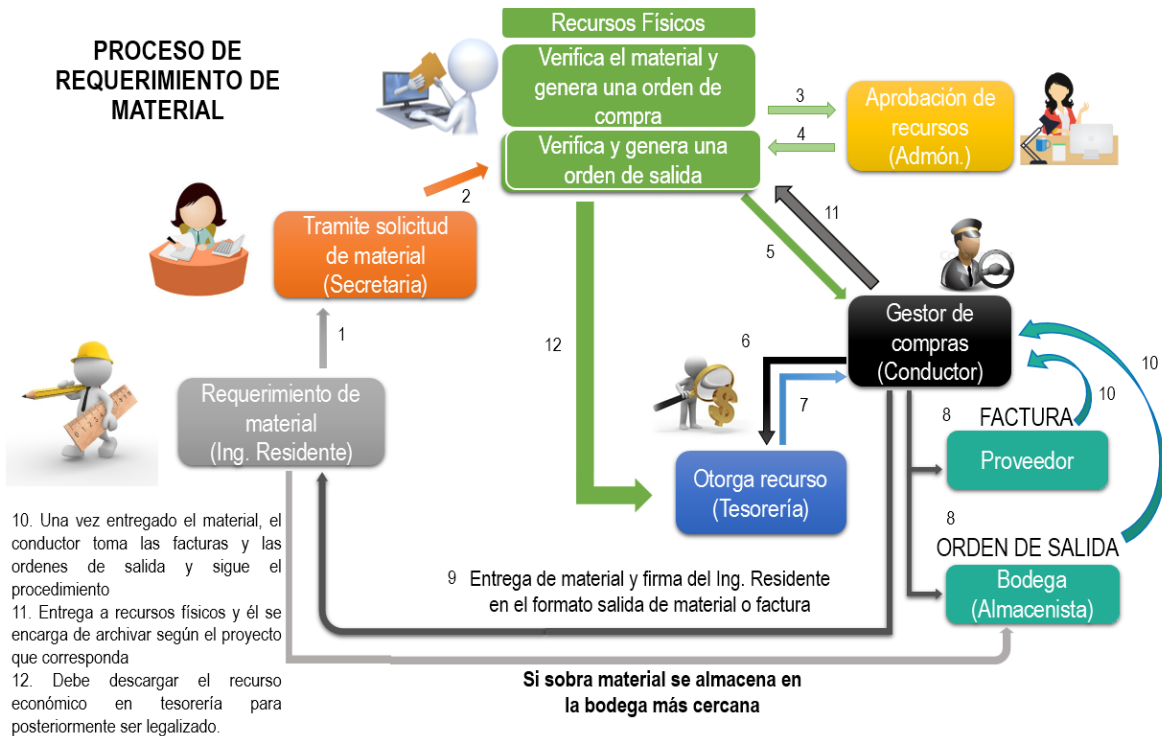 PROCESO DE
REQUERIMIENTO DE
MATERIAL
Recursos Físicos
Verifica el material y
genera una orden de
compra
Verifica y genera una
orden de salida
3
4
Aprobación de
recursos
(Admón.)
2
Tramite solicitud
de material
(Secretaria)
11
5
1
12
Gestor de
compras
(Conductor)
6
7
10
10
Requerimiento de
material
(Ing. Residente)
8
FACTURA
Proveedor
Otorga recurso
(Tesorería)
8
ORDEN DE SALIDA
Bodega
(Almacenista)
9 Entrega de material y firma del Ing. Residente
en el formato salida de material o factura
10. Una vez entregado el material, el
conductor toma las facturas y las
ordenes de salida y sigue el
procedimiento
11. Entrega a recursos físicos y él se
encarga de archivar según el proyecto
que corresponda
12. Debe descargar el recurso
económico en tesorería para
posteriormente ser legalizado.
Si sobra material se almacena en
la bodega más cercana